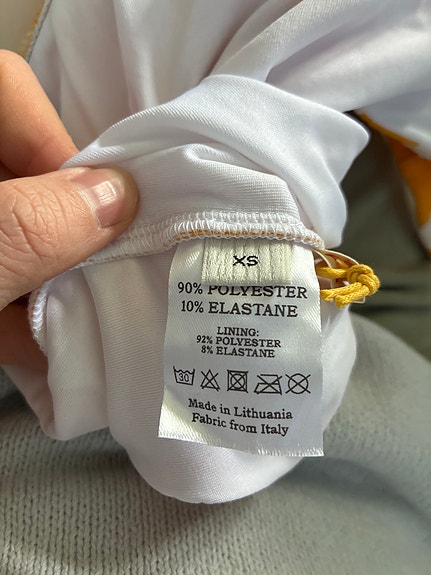 XS
90% POLYESTER
10% ELASTANE
LINING:
92% POLYESTER
8% ELASTANE
30
Made in Lithuania
Fabric from Italy